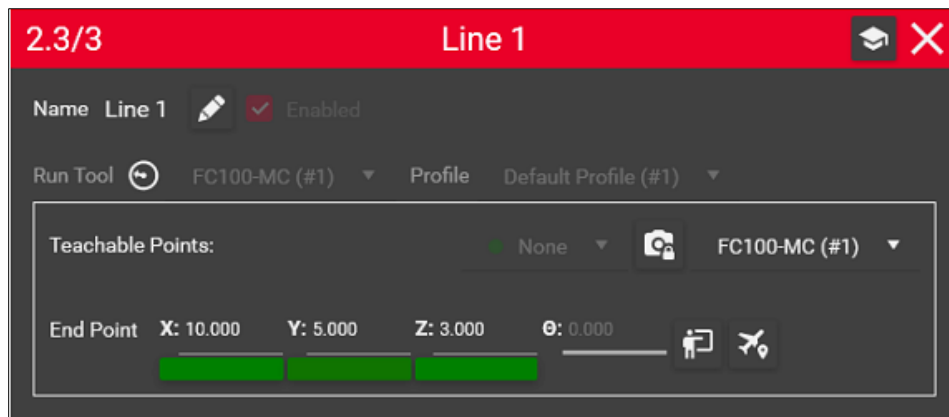 2.3/3 Line 1
Name Line 1 Enabled
Run Tool FC100-MC (#1) Profile Default Profile (#1)
Teachable Points: None FC100-MC (#1)
End Point X: 10.000 Y: 5.000 Z: 3.000 Θ: 0.000